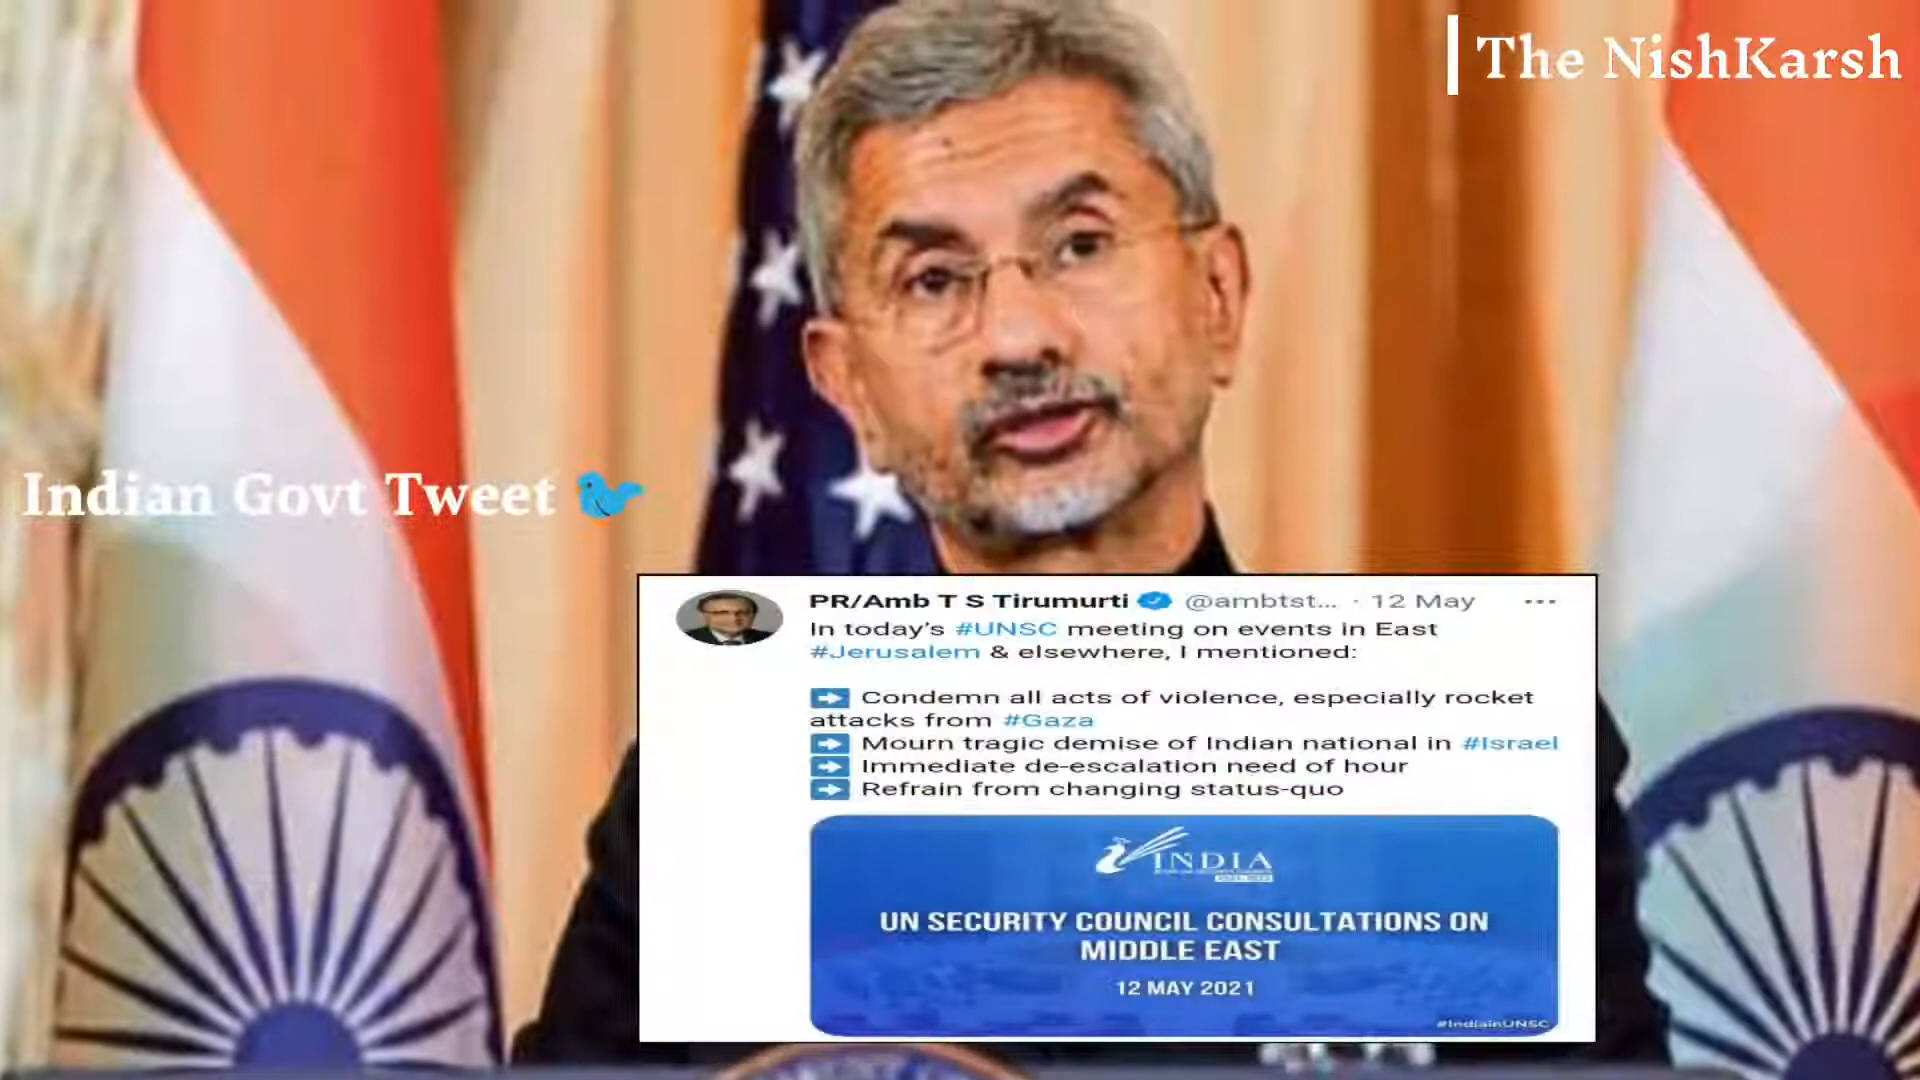 The NishKarsh
Indian Govt Tweet
PR/Amb T S Tirumurti @ambtst... · 12 May ...
In today's #UNSC meeting on events in East
#Jerusalem & elsewhere, I mentioned:
➡ Condemn all acts of violence, especially rocket
attacks from #Gaza
➡ Mourn tragic demise of Indian national in #Israel
➡ Immediate de-escalation need of hour
➡ Refrain from changing status-quo
INDIA
UN SECURITY COUNCIL CONSULTATIONS ON
MIDDLE EAST
12 MAY 2021
#IndiainUNSC